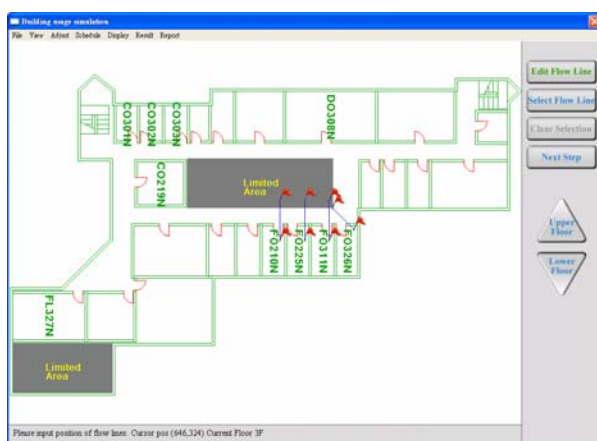 Building usage simulation
File View Adjust Schedule Display Result Report
Edit Flow Line
Select Flow Line
Clear Selection
Next Step
Upper Floor
Lower Floor
CO301N
CO302N
CO303N
DO308N
CO219N
Limited
Area
FO210N
FO225N
FO311N
FO326N
FL327N
Limited
Area
Please input position of flow lines. Cursor pos (646,324) Current Floor 3F